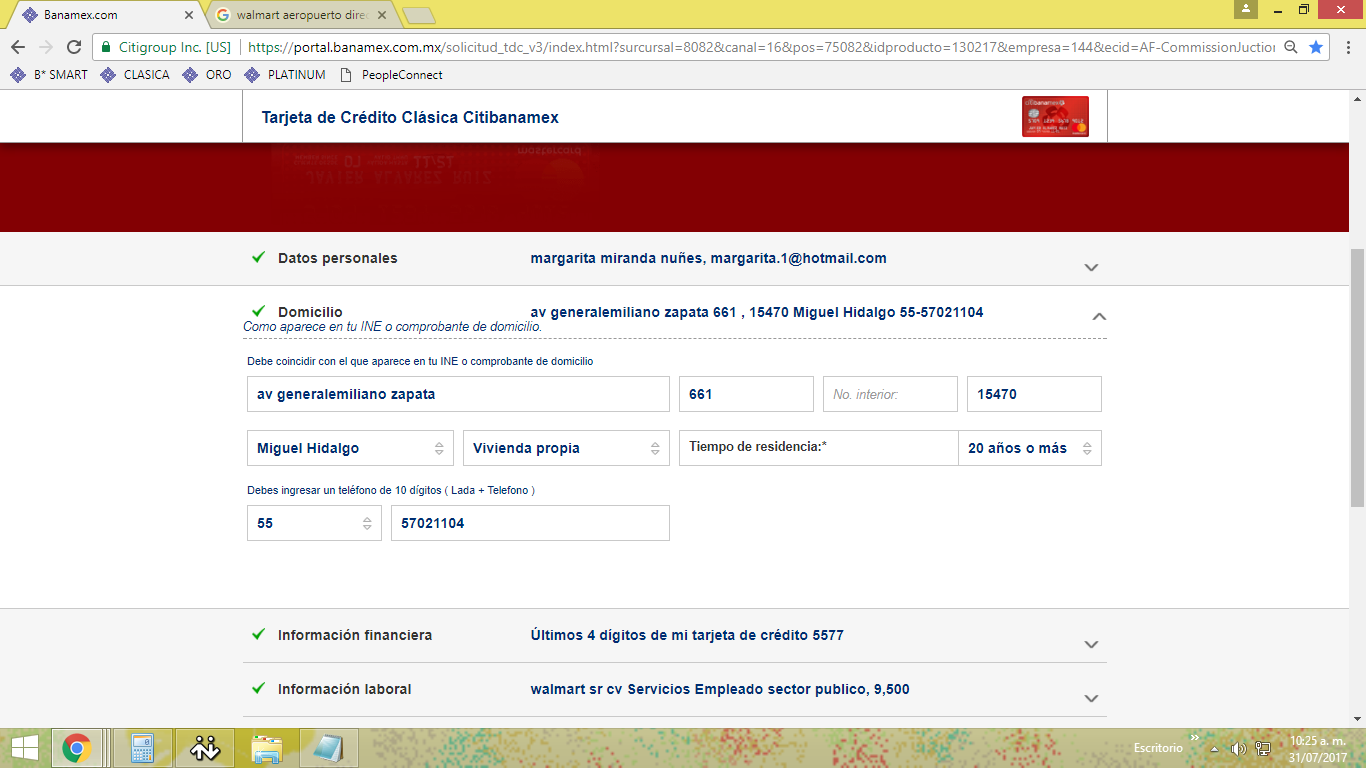 Banamex.com
walmart aeropuerto dire
Citigroup Inc. [US] https://portal.banamex.com.mx/solicitud_tdc_v3/index.html?surcursal=8082&canal=16&pos=75082&idproducto=130217&empresa=144&ecid=AF-CommissionJuctior
B* SMART CLASICA ORO PLATINUM PeopleConnect
Tarjeta de Crédito Clásica Citibanamex
Datos personales margarita miranda nuñes, margarita.1@hotmail.com
Domicilio av generalemiliano zapata 661 , 15470 Miguel Hidalgo 55-57021104
Como aparece en tu INE o comprobante de domicilio.
Debe coincidir con el que aparece en tu INE o comprobante de domicilio
av generalemiliano zapata 661 No. interior: 15470
Miguel Hidalgo Vivienda propia Tiempo de residencia:* 20 años o más
Debes ingresar un teléfono de 10 dígitos ( Lada + Telefono )
55 57021104
Información financiera Últimos 4 dígitos de mi tarjeta de crédito 5577
Información laboral walmart sr cv Servicios Empleado sector publico, 9,500
Escritorio
10:25 a. m.
31/07/2017